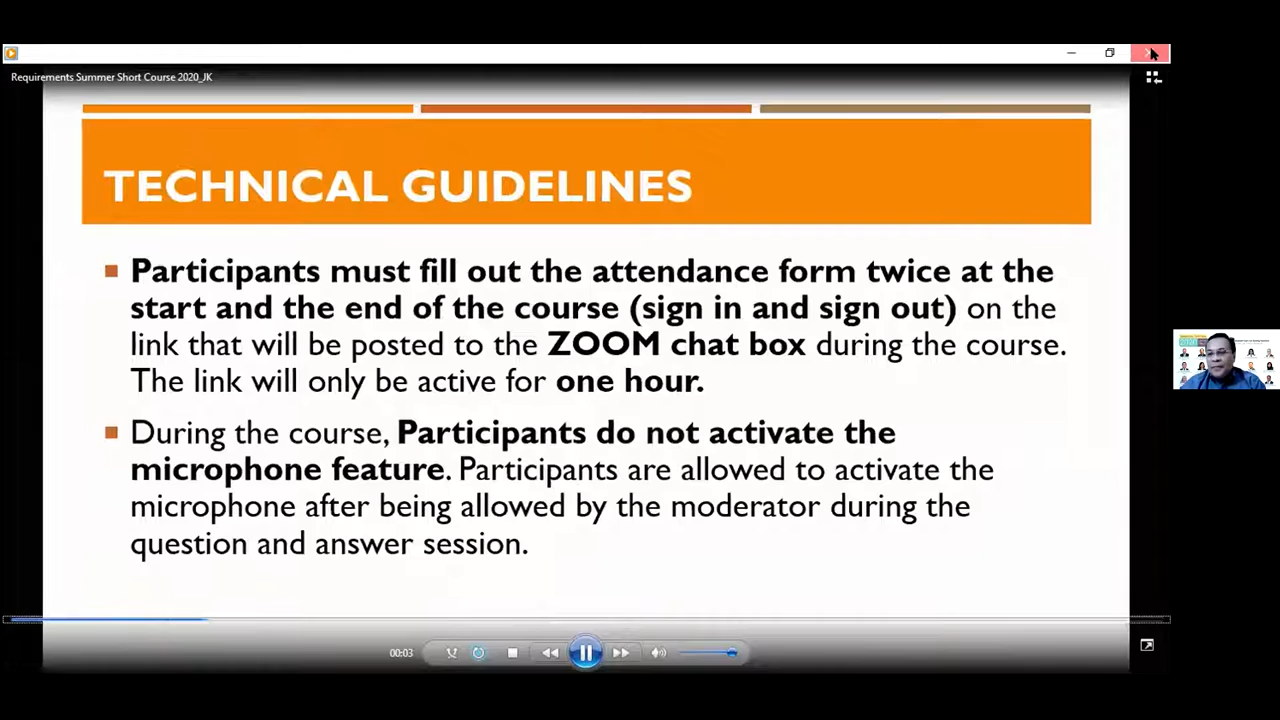 Requirements Summer Short Course 2020_JK
TECHNICAL GUIDELINES
Participants must fill out the attendance form twice at the
start and the end of the course (sign in and sign out) on the
link that will be posted to the ZOOM chat box during the course.
The link will only be active for one hour.
During the course, Participants do not activate the
microphone feature. Participants are allowed to activate the
microphone after being allowed by the moderator during the
question and answer session.
00:03